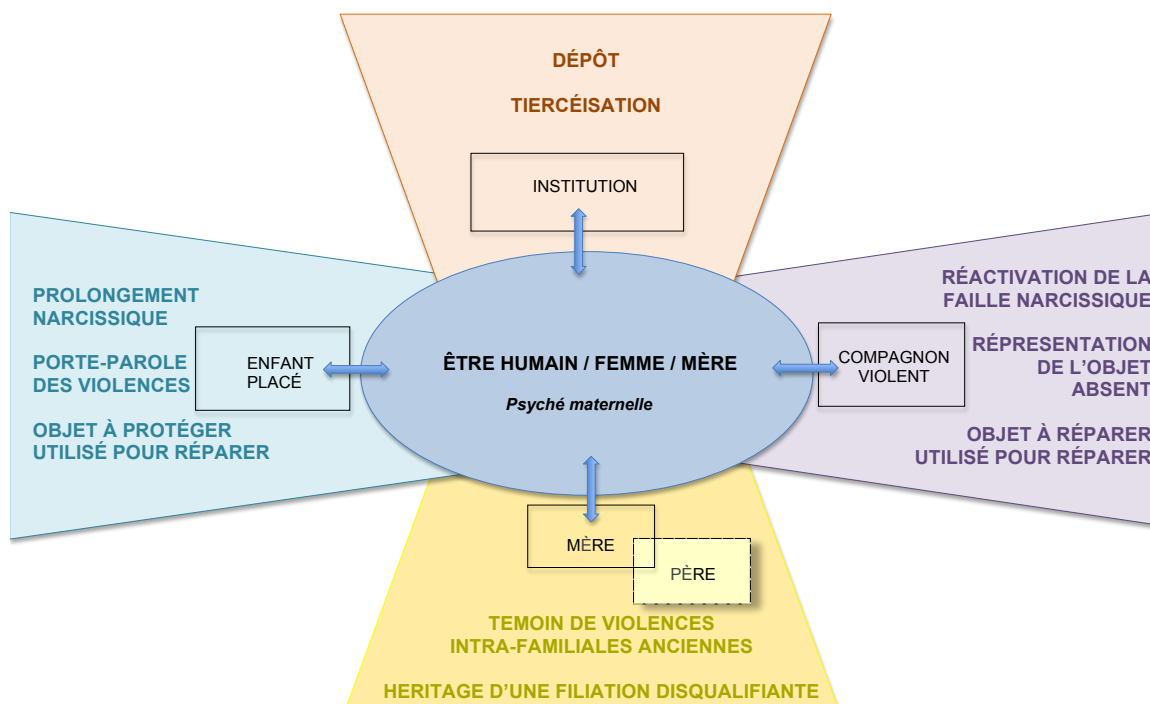 DÉPÔT
TIERCÉISATION
INSTITUTION
PROLONGEMENT
NARCISSIQUE
PORTE-PAROLE
DES VIOLENCES
OBJET À PROTÉGER
UTILISÉ POUR RÉPARER
ENFANT
PLACÉ
ÊTRE HUMAIN / FEMME / MÈRE
Psyché maternelle
COMPAGNON
VIOLENT
RÉACTIVATION DE LA
FAILLE NARCISSIQUE
RÉPRESENTATION
DE L’OBJET
ABSENT
OBJET À RÉPARER
UTILISÉ POUR RÉPARER
MÈRE
PÈRE
TEMOIN DE VIOLENCES
INTRA-FAMILIALES ANCIENNES
HERITAGE D’UNE FILIATION DISQUALIFIANTE